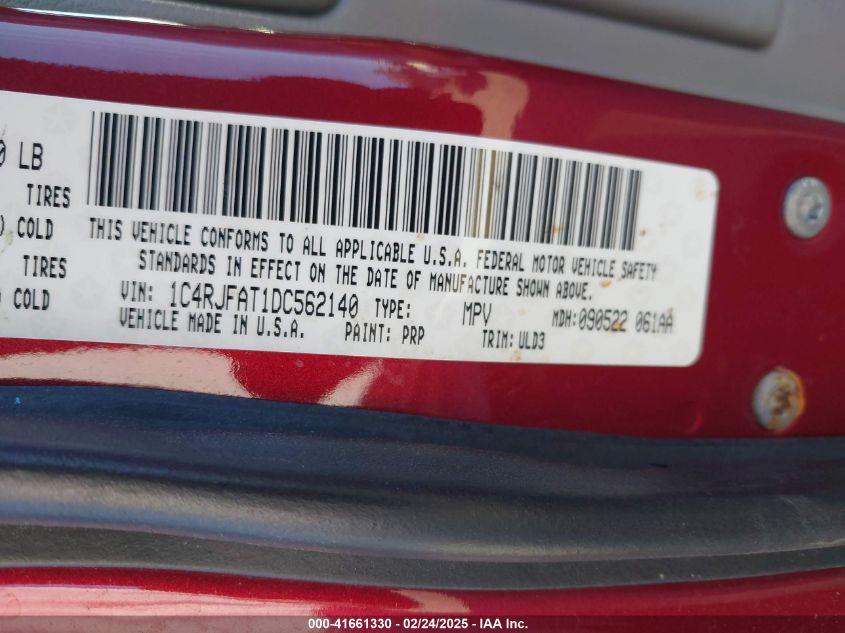 0 LB
TIRES
) COLD
TIRES
) COLD
THIS VEHICLE CONFORMS TO ALL APPLICABLE U.S.A. FEDERAL MOTOR VEHICLE SAFETY
STANDARDS IN EFFECT ON THE DATE OF MANUFACTURE SHOWN ABOVE.
VIN: 1C4RJFAT1DC562140 TYPE: MPV MDH:090522 061AA
VEHICLE MADE IN U.S.A. PAINT: PRP TRIM: ULD3
000-41661330 - 02/24/2025 - IAA Inc.